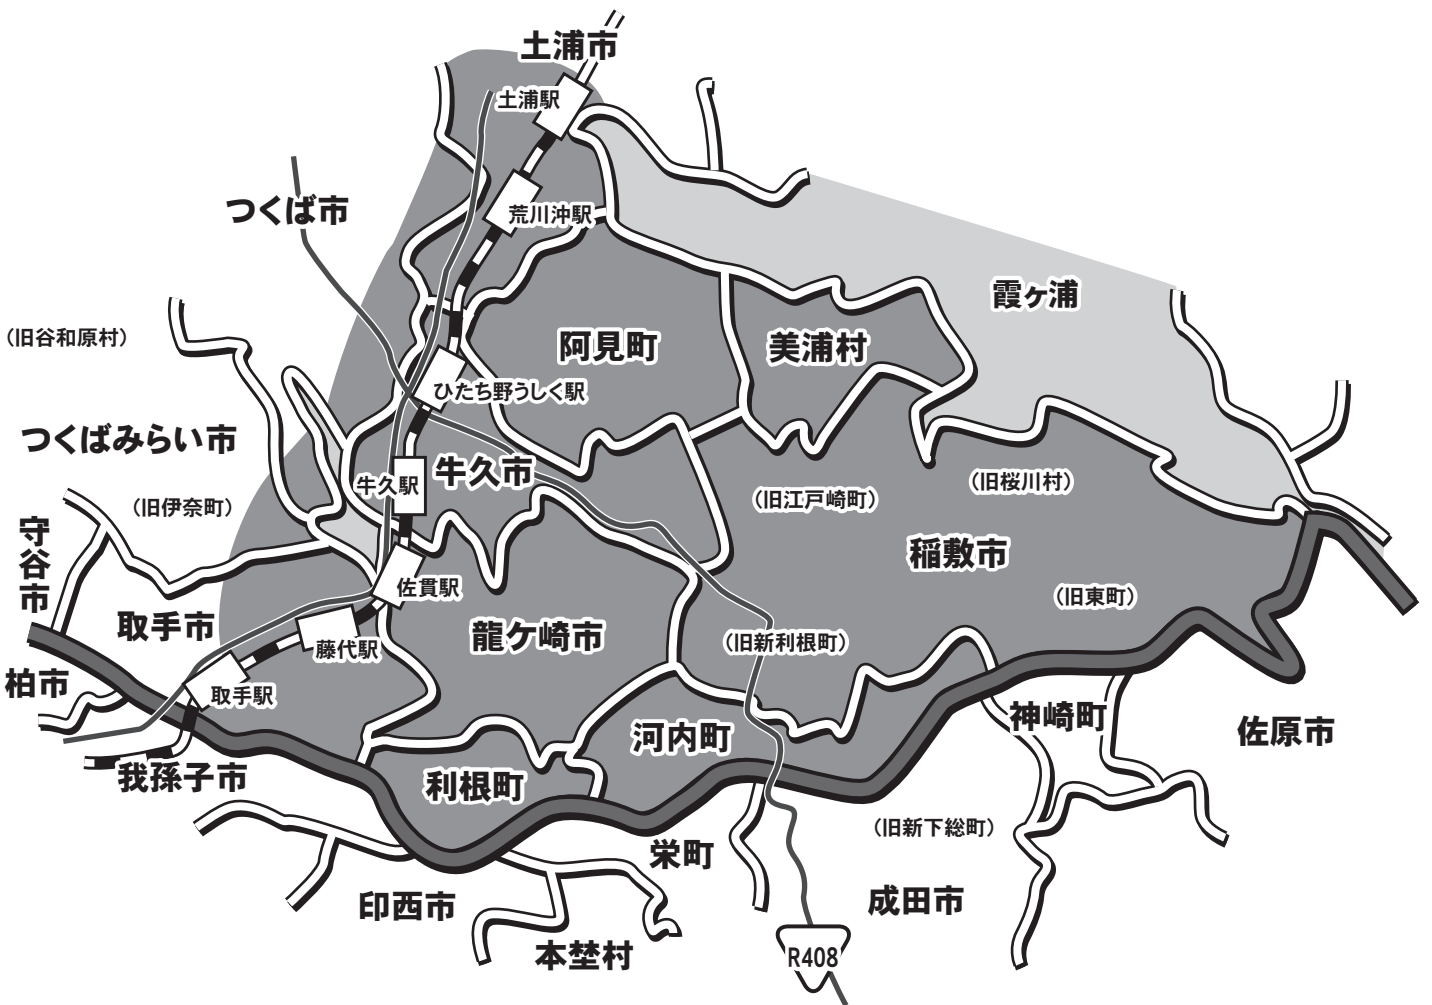 土浦市
土浦駅
つくば市
荒川沖駅
霞ヶ浦
(旧谷和原村)
阿見町
美浦村
ひたち野うしく駅
つくばみらい市
牛久市
牛久駅
(旧桜川村)
(旧江戸崎町)
(旧伊奈町)
守谷市
稲敷市
佐貫駅
(旧東町)
取手市
龍ケ崎市
(旧新利根町)
藤代駅
柏市
取手駅
神崎町
佐原市
河内町
我孫子市
利根町
(旧新下総町)
栄町
印西市
成田市
本埜村
R408